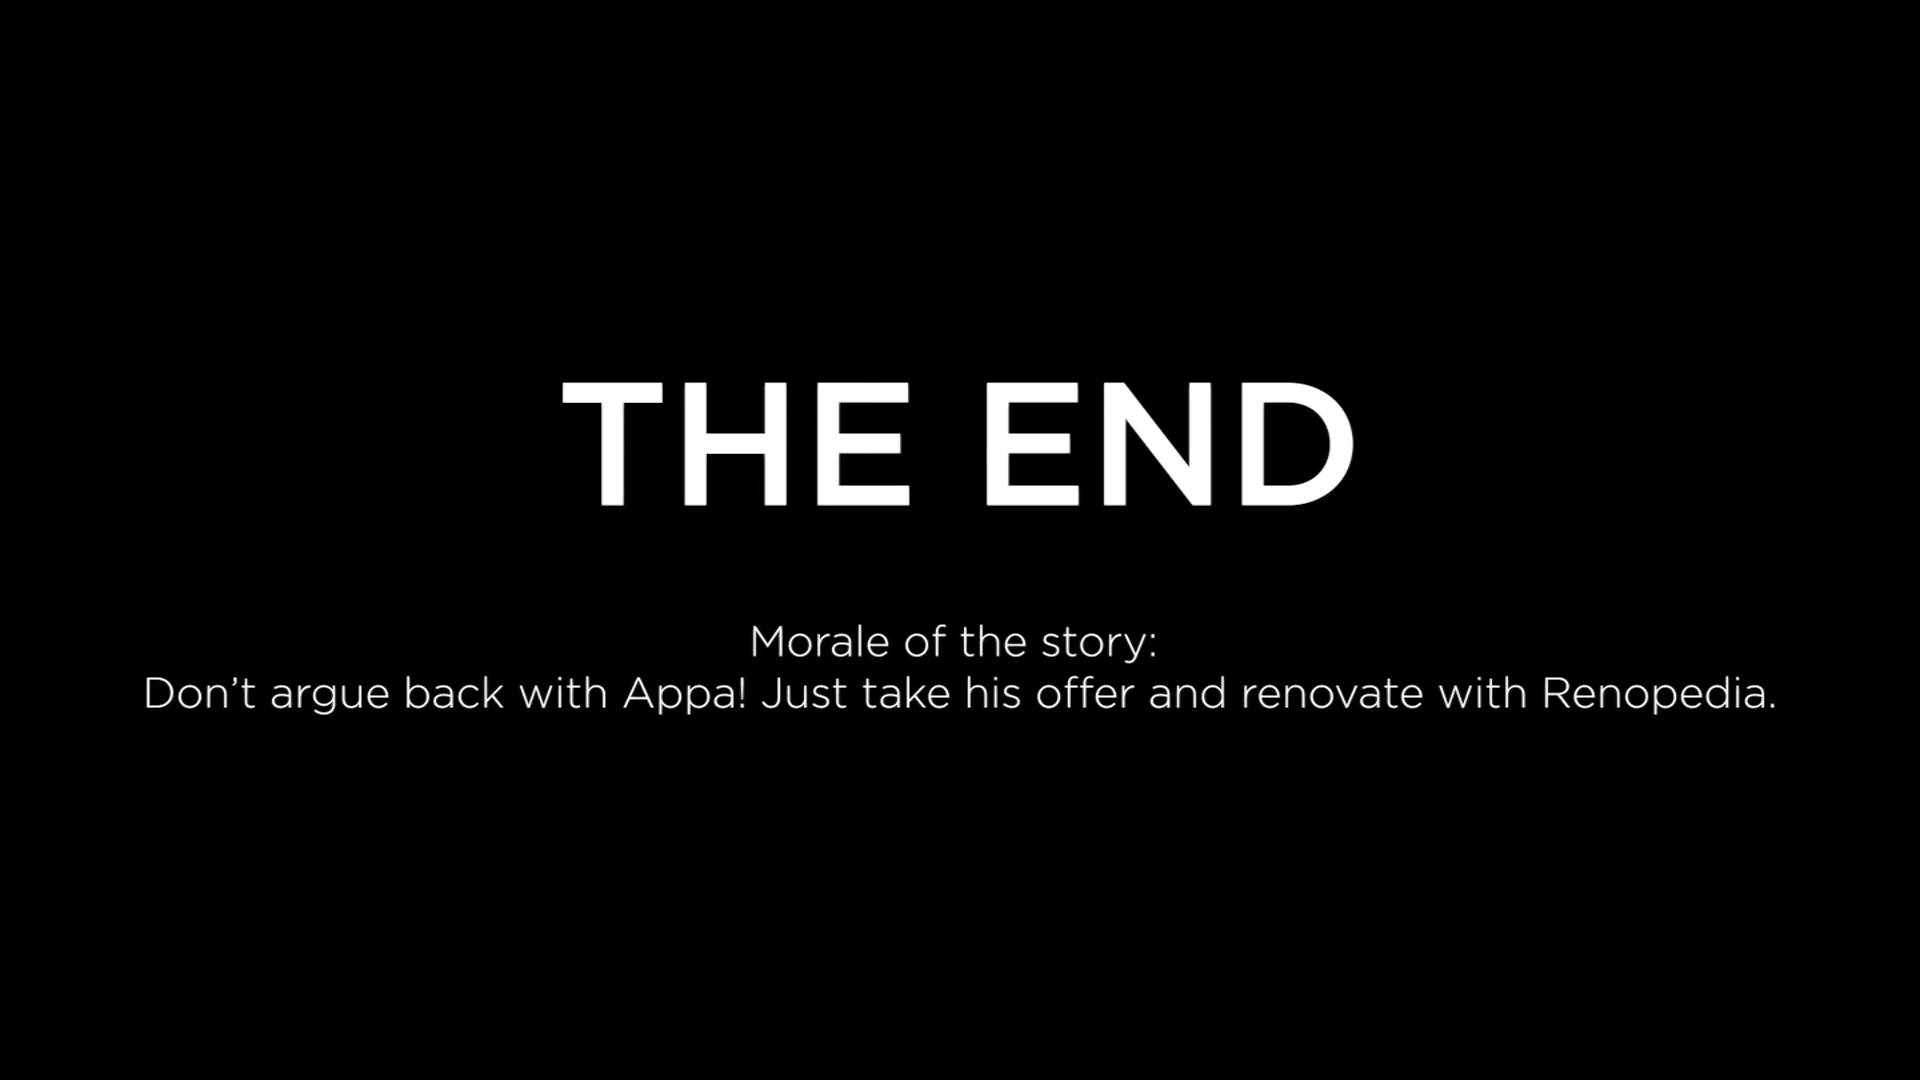 THE END
Morale of the story:
Don’t argue back with Appa! Just take his offer and renovate with Renopedia.